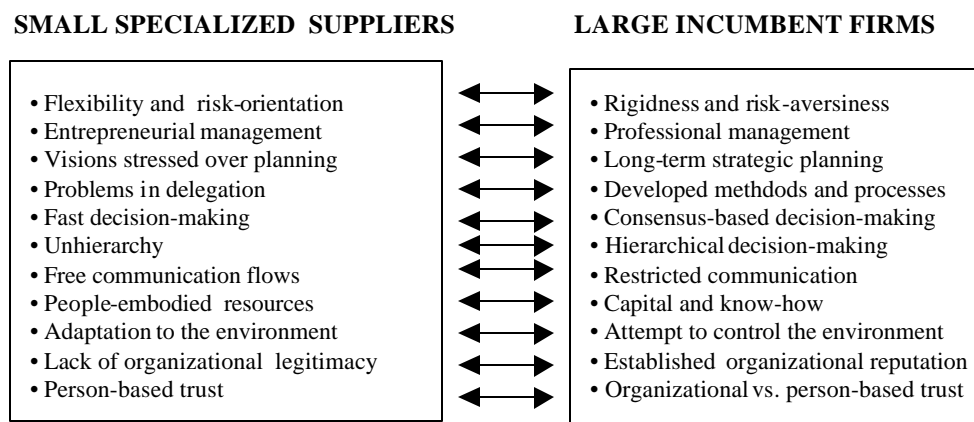 SMALL SPECIALIZED SUPPLIERS
LARGE INCUMBENT FIRMS
• Flexibility and risk-orientation
• Entrepreneurial management
• Visions stressed over planning
• Problems in delegation
• Fast decision-making
• Unhierarchy
• Free communication flows
• People-embodied resources
• Adaptation to the environment
• Lack of organizational legitimacy
• Person-based trust
• Rigidness and risk-aversiness
• Professional management
• Long-term strategic planning
• Developed methdods and processes
• Consensus-based decision-making
• Hierarchical decision-making
• Restricted communication
• Capital and know-how
• Attempt to control the environment
• Established organizational reputation
• Organizational vs. person-based trust